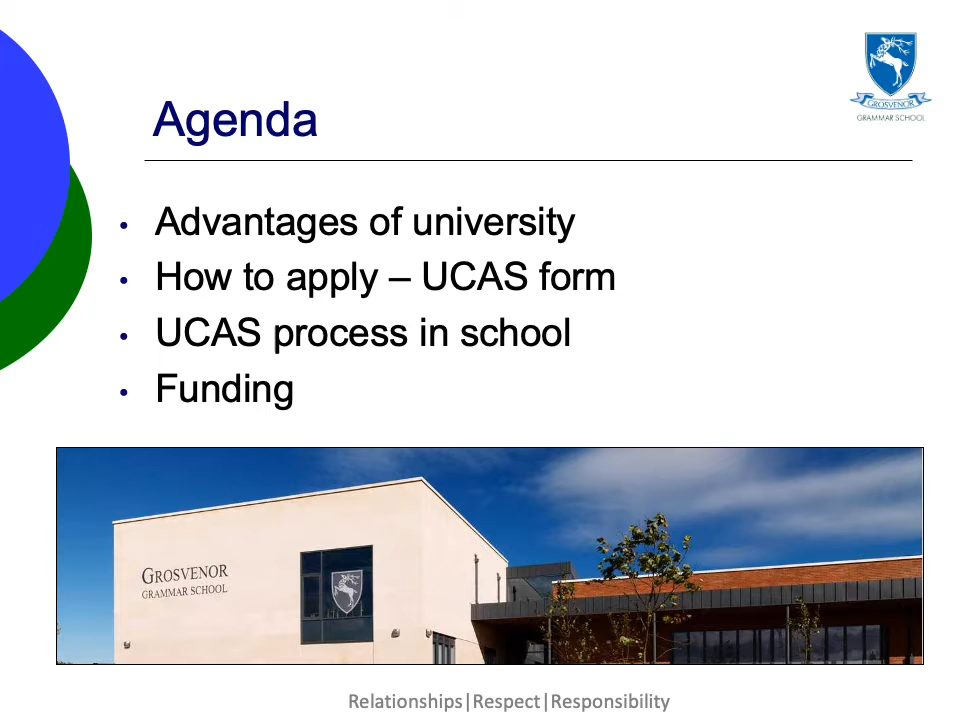 GROSVENOR
GRAMMAR SCHOOL
Agenda
• Advantages of university
• How to apply – UCAS form
• UCAS process in school
• Funding
GROSVENOR
GRAMMAR SCHOOL
Relationships|Respect|Responsibility